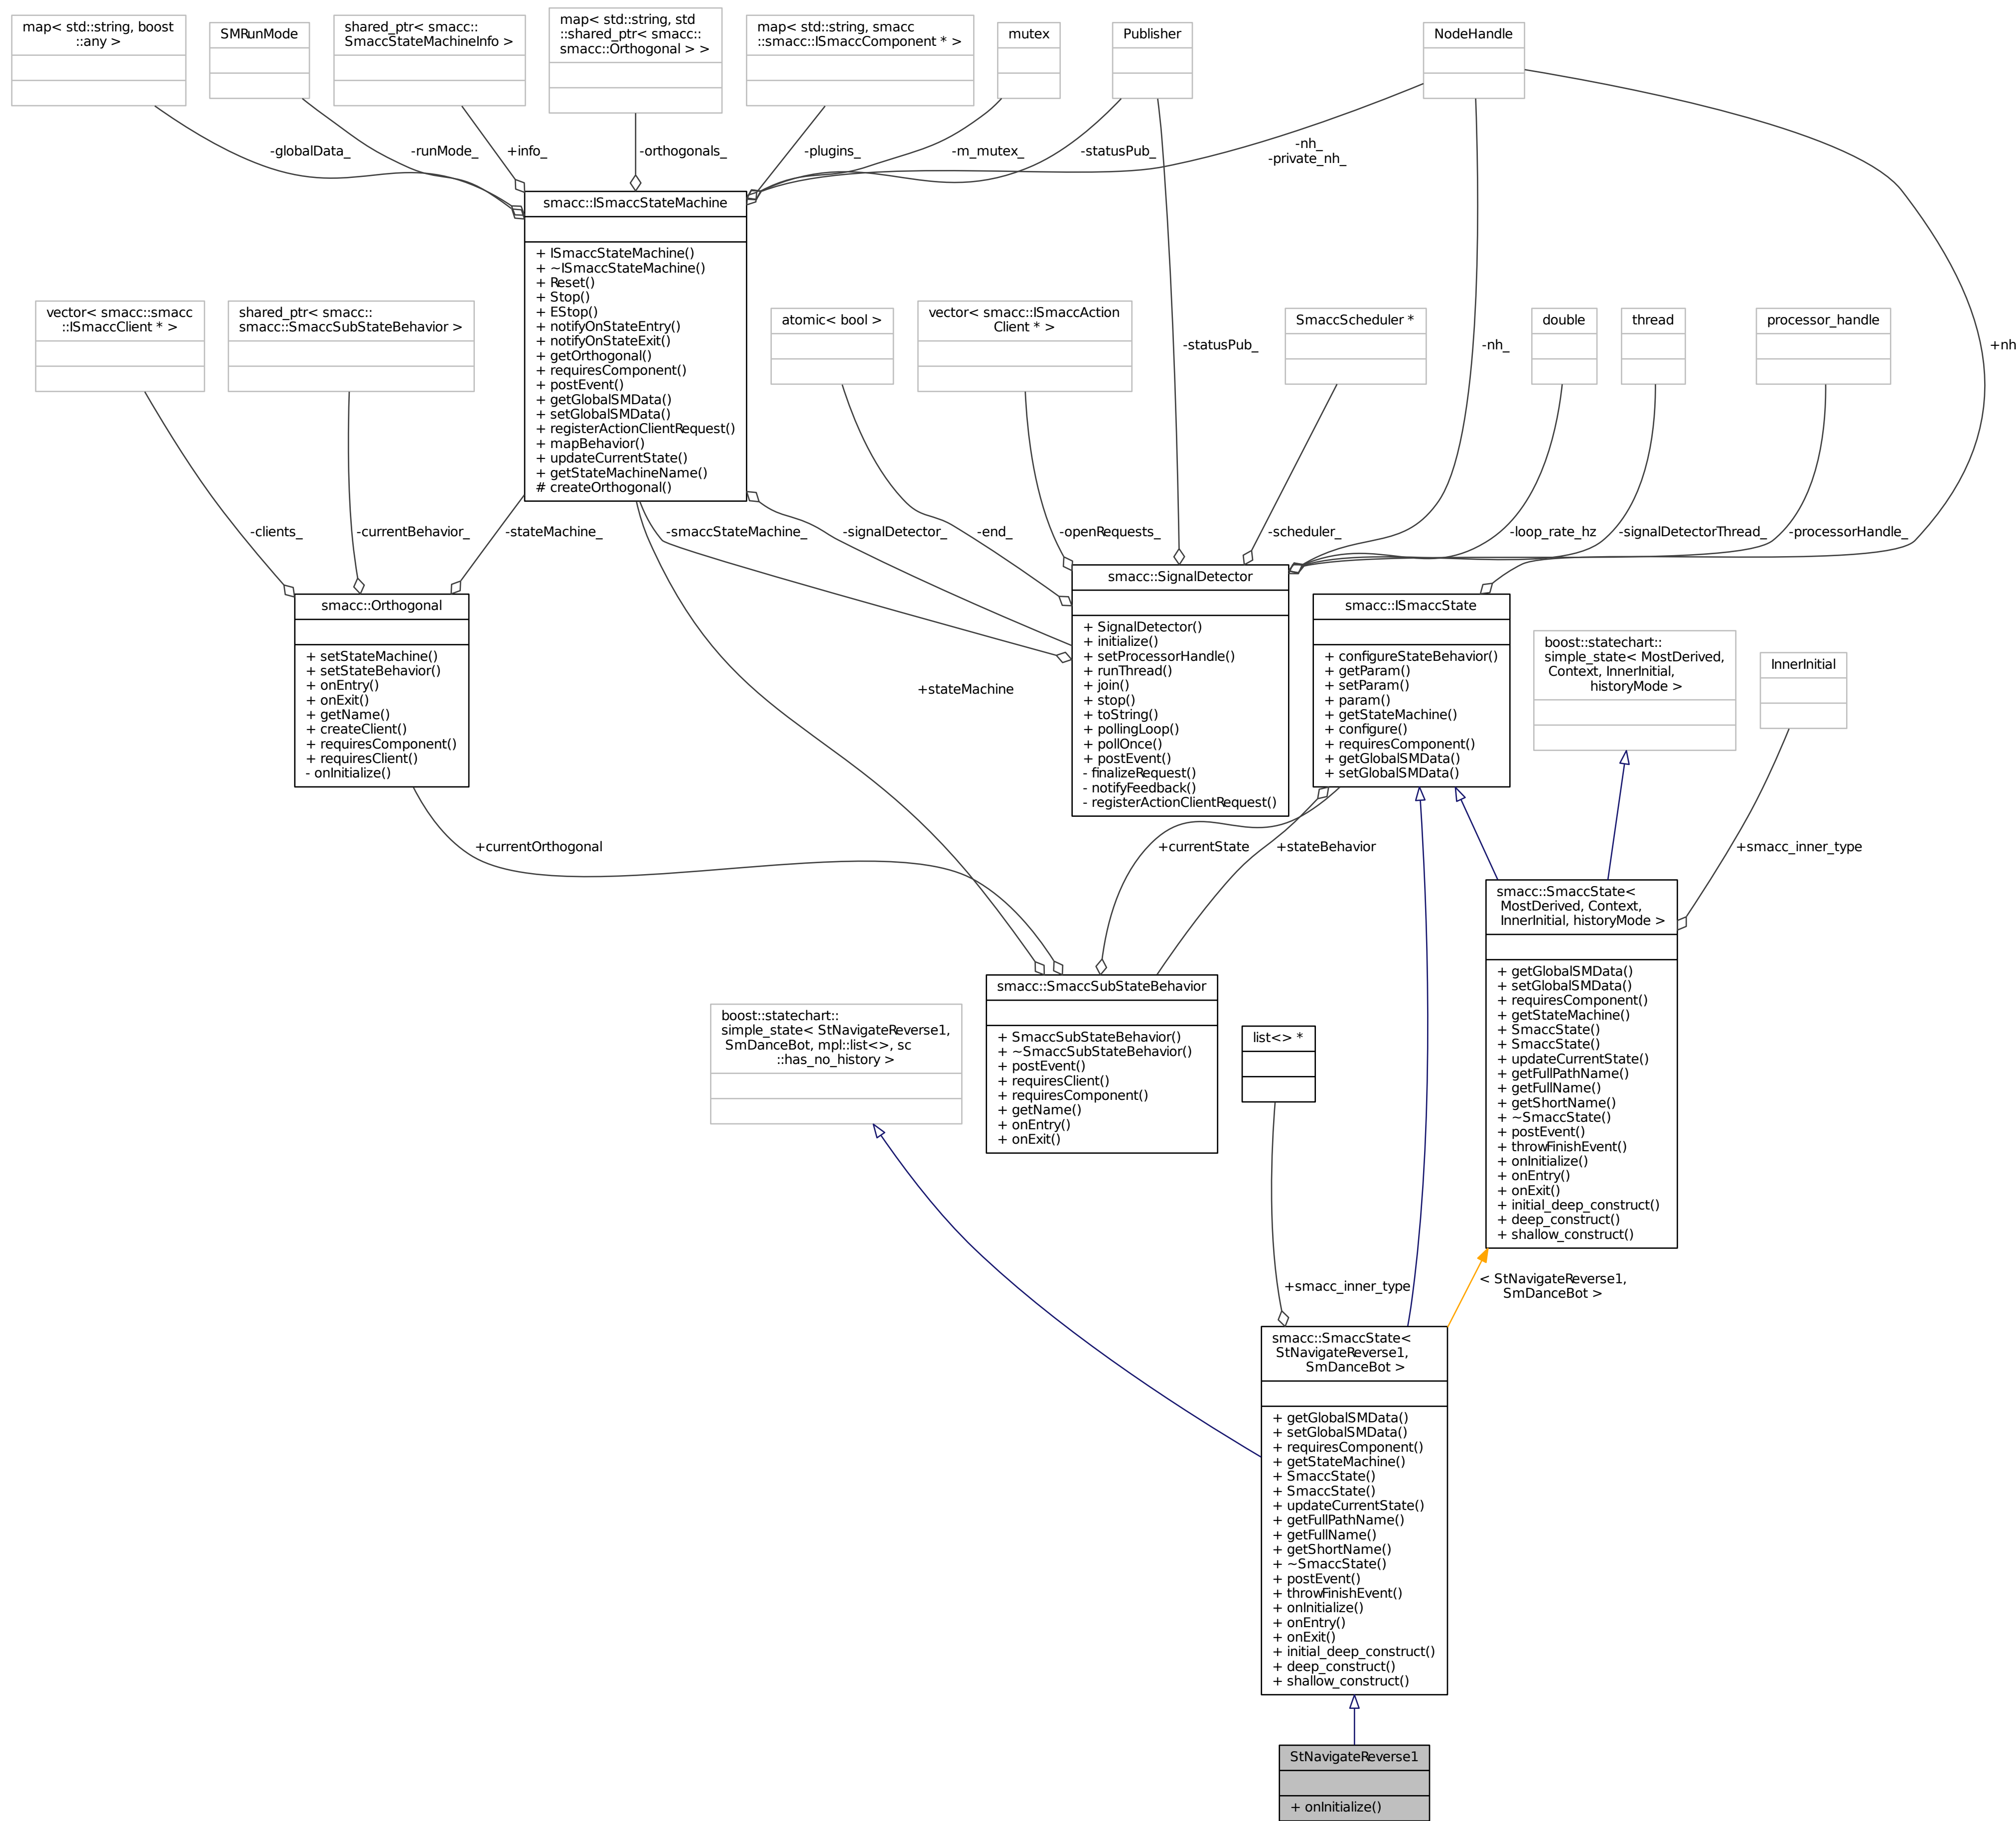 map< std::string, boost
::any >
SMRunMode
shared_ptr< smacc::
SmaccStateMachineInfo >
map< std::string, std
::shared_ptr< smacc::
smacc::Orthogonal > >
map< std::string, smacc
::smacc::ISmaccComponent * >
mutex
Publisher
NodeHandle
-globalData_
-runMode_
+info_
-orthogonals_
-plugins_
-m_mutex_
-statusPub_
-nh_
-private_nh_
smacc::ISmaccStateMachine
+ ISmaccStateMachine()
+ ~ISmaccStateMachine()
+ Reset()
+ Stop()
+ EStop()
+ notifyOnStateEntry()
+ notifyOnStateExit()
+ getOrthogonal()
+ requiresComponent()
+ postEvent()
+ getGlobalSMData()
+ setGlobalSMData()
+ registerActionClientRequest()
+ mapBehavior()
+ updateCurrentState()
+ getStateMachineName()
# createOrthogonal()
vector< smacc::smacc
::ISmaccClient * >
shared_ptr< smacc::
smacc::SmaccSubStateBehavior >
atomic< bool >
vector< smacc::ISmaccAction
Client * >
SmaccScheduler *
double
thread
processor_handle
-statusPub_
-nh_
+nh
-clients_
-currentBehavior_
-stateMachine_
-smaccStateMachine_
-signalDetector_
-end_
-openRequests_
-scheduler_
-loop_rate_hz
-signalDetectorThread_
-processorHandle_
smacc::Orthogonal
+ setStateMachine()
+ setStateBehavior()
+ onEntry()
+ onExit()
+ getName()
+ createClient()
+ requiresComponent()
+ requiresClient()
- onInitialize()
smacc::SignalDetector
+ SignalDetector()
+ initialize()
+ setProcessorHandle()
+ runThread()
+ join()
+ stop()
+ toString()
+ pollingLoop()
+ pollOnce()
+ postEvent()
- finalizeRequest()
- notifyFeedback()
- registerActionClientRequest()
smacc::ISmaccState
+ configureStateBehavior()
+ getParam()
+ setParam()
+ param()
+ getStateMachine()
+ configure()
+ requiresComponent()
+ getGlobalSMData()
+ setGlobalSMData()
boost::statechart::
simple_state< MostDerived,
Context, InnerInitial,
historyMode >
InnerInitial
+stateMachine
+currentOrthogonal
+currentState
+stateBehavior
+smacc_inner_type
smacc::SmaccState<
MostDerived, Context,
InnerInitial, historyMode >
+ getGlobalSMData()
+ setGlobalSMData()
+ requiresComponent()
+ getStateMachine()
+ SmaccState()
+ SmaccState()
+ updateCurrentState()
+ getFullPathName()
+ getFullName()
+ getShortName()
+ ~SmaccState()
+ postEvent()
+ throwFinishEvent()
+ onInitialize()
+ onEntry()
+ onExit()
+ initial_deep_construct()
+ deep_construct()
+ shallow_construct()
boost::statechart::
simple_state< StNavigateReverse1,
SmDanceBot, mpl::list<>, sc
::has_no_history >
smacc::SmaccSubStateBehavior
+ SmaccSubStateBehavior()
+ ~SmaccSubStateBehavior()
+ postEvent()
+ requiresClient()
+ requiresComponent()
+ getName()
+ onEntry()
+ onExit()
list<> *
+smacc_inner_type
< StNavigateReverse1,
SmDanceBot >
smacc::SmaccState<
StNavigateReverse1,
SmDanceBot >
+ getGlobalSMData()
+ setGlobalSMData()
+ requiresComponent()
+ getStateMachine()
+ SmaccState()
+ SmaccState()
+ updateCurrentState()
+ getFullPathName()
+ getFullName()
+ getShortName()
+ ~SmaccState()
+ postEvent()
+ throwFinishEvent()
+ onInitialize()
+ onEntry()
+ onExit()
+ initial_deep_construct()
+ deep_construct()
+ shallow_construct()
StNavigateReverse1
+ onInitialize()